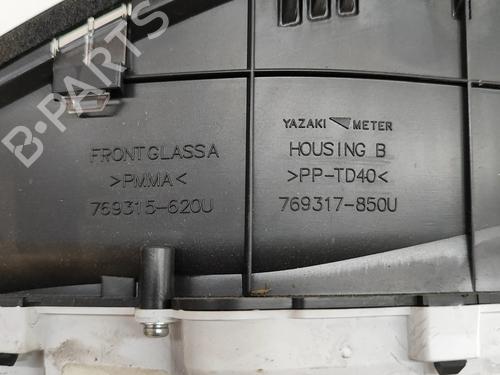 B-PARTS
FRONTGLASSA
>PMMA<
769315-620U
YAZAKI METER
HOUSING B
>PP-TD40<
769317-850U